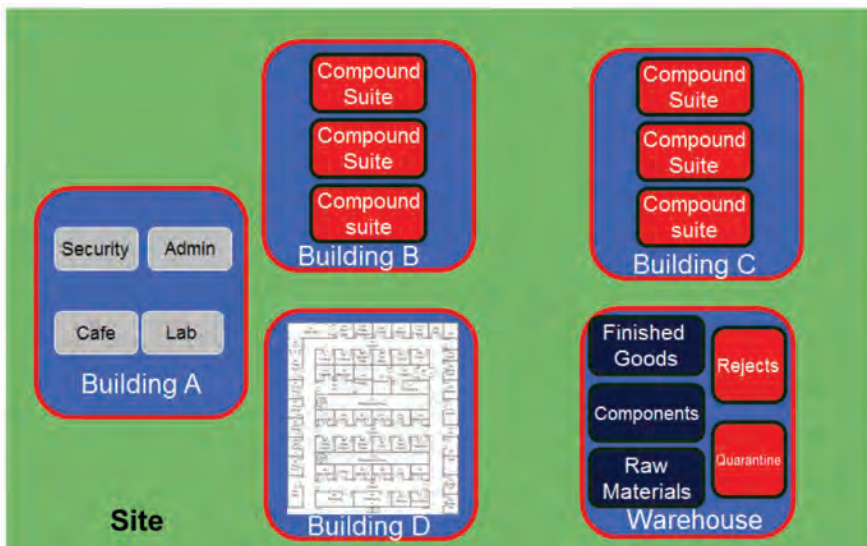 Compound
Suite
Compound
Suite
Compound
suite
Building B
Compound
Suite
Compound
Suite
Compound
suite
Building C
Security
Admin
Cafe
Lab
Building A
Building D
Finished
Goods
Rejects
Components
Quarantine
Raw
Materials
Warehouse
Site